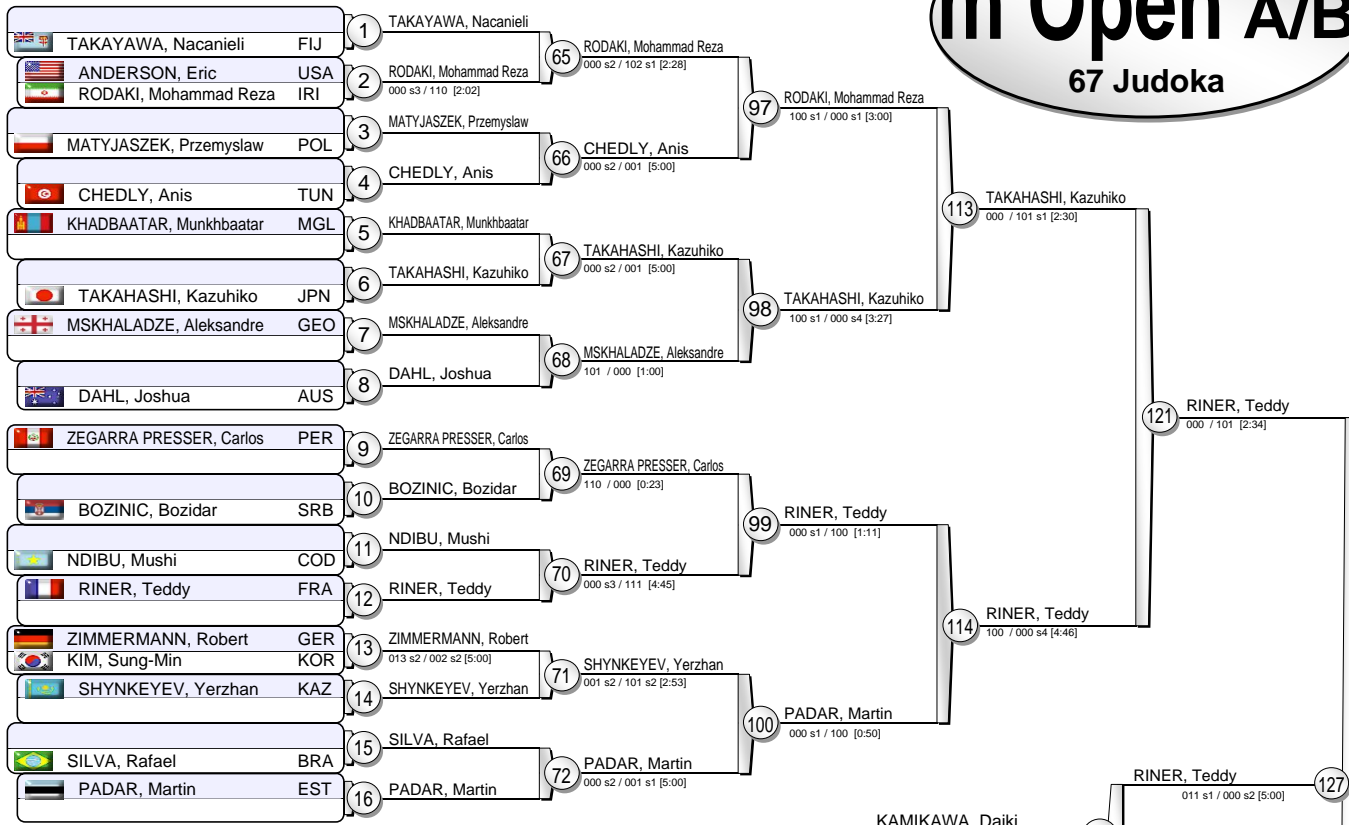 m Open A/B
67 Judoka
TAKAYAWA, Nacanieli FIJ
ANDERSON, Eric USA
RODAKI, Mohammad Reza IRI
MATYJASZEK, Przemyslaw POL
CHEDLY, Anis TUN
KHADBAATAR, Munkhbaatar MGL
TAKAHASHI, Kazuhiko JPN
MSKHALADZE, Aleksandre GEO
DAHL, Joshua AUS
ZEGARRA PRESSER, Carlos PER
BOZINIC, Bozidar SRB
NDIBU, Mushi COD
RINER, Teddy FRA
ZIMMERMANN, Robert GER
KIM, Sung-Min KOR
SHYNKEYEV, Yerzhan KAZ
SILVA, Rafael BRA
PADAR, Martin EST
1 TAKAYAWA, Nacanieli
2 RODAKI, Mohammad Reza
000 s3 / 110 [2:02]
3 MATYJASZEK, Przemyslaw
4 CHEDLY, Anis
5 KHADBAATAR, Munkhbaatar
6 TAKAHASHI, Kazuhiko
7 MSKHALADZE, Aleksandre
8 DAHL, Joshua
9 ZEGARRA PRESSER, Carlos
10 BOZINIC, Bozidar
11 NDIBU, Mushi
12 RINER, Teddy
13 ZIMMERMANN, Robert
013 s2 / 002 s2 [5:00]
14 SHYNKEYEV, Yerzhan
15 SILVA, Rafael
16 PADAR, Martin
65 RODAKI, Mohammad Reza
000 s2 / 102 s1 [2:28]
66 CHEDLY, Anis
000 s2 / 001 [5:00]
67 TAKAHASHI, Kazuhiko
000 s2 / 001 [5:00]
68 MSKHALADZE, Aleksandre
101 / 000 [1:00]
69 ZEGARRA PRESSER, Carlos
110 / 000 [0:23]
70 RINER, Teddy
000 s3 / 111 [4:45]
71 SHYNKEYEV, Yerzhan
001 s2 / 101 s2 [2:53]
72 PADAR, Martin
000 s2 / 001 s1 [5:00]
97 RODAKI, Mohammad Reza
100 s1 / 000 s1 [3:00]
98 TAKAHASHI, Kazuhiko
100 s1 / 000 s4 [3:27]
99 RINER, Teddy
000 s1 / 100 [1:11]
100 PADAR, Martin
000 s1 / 100 [0:50]
113 TAKAHASHI, Kazuhiko
000 / 101 s1 [2:30]
114 RINER, Teddy
100 / 000 s4 [4:46]
121 RINER, Teddy
000 / 101 [2:34]
RINER, Teddy 127
011 s1 / 000 s2 [5:00]
KAMIKAWA, Daiki